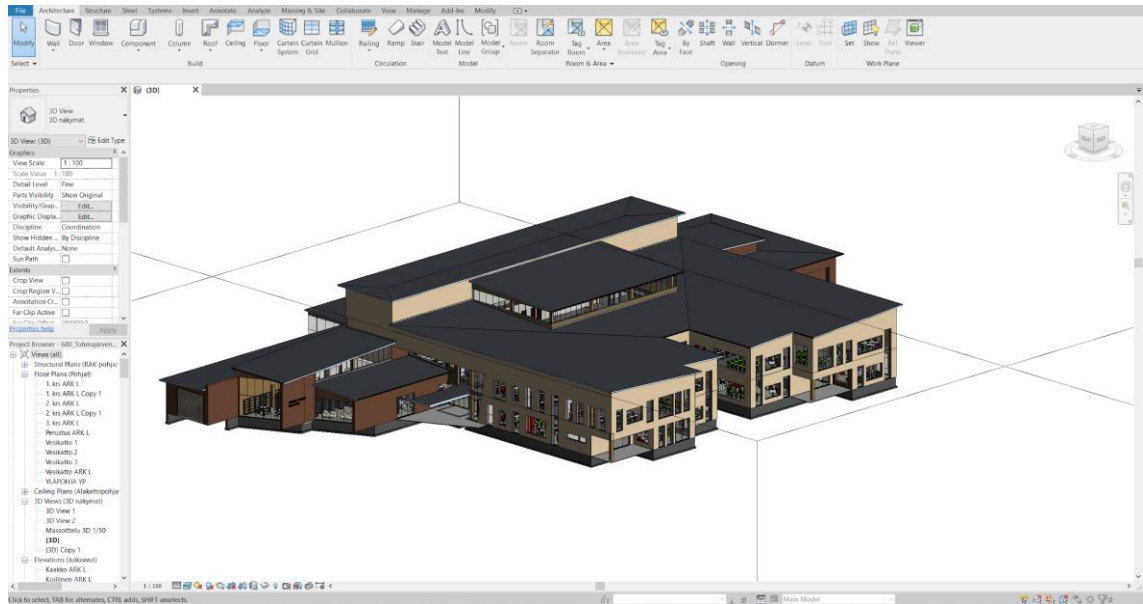 File Architecture Structure Steel Systems Insert Annotate Analyze Massing & Site Collaborate View Manage Add-Ins Modify
Modify Wall Door Window Component Column Roof Ceiling Floor Curtain System Curtain Grid Mullion Railing Ramp Stair Model Text Model Line Model Group Room Room Separator Tag Room Area Area Boundary Tag Area By Face Shaft Wall Vertical Dormer Level Grid Set Show Ref Plane Viewer
Select Build Circulation Model Room & Area Opening Datum Work Plane
Properties
(3D)
3D View
3D näkymät
3D View: (3D) Edit Type
Graphics
View Scale 1 : 100
Scale Value 1: 100
Detail Level Fine
Parts Visibility Show Original
Visibility/Grap... Edit...
Graphic Displa... Edit...
Discipline Coordination
Show Hidden ... By Discipline
Default Analys... None
Sun Path
Extents
Crop View
Crop Region V...
Annotation Cr...
Far Clip Active
Properties help Apply
Project Browser - 680_Tohmajärven...
Views (all)
Structural Plans (RAK pohja
Floor Plans (Pohjat)
1. krs ARK L
1. krs ARK L Copy 1
2. krs ARK L
2. krs ARK L Copy 1
3. krs ARK L
Perustus ARK L
Vesikatto 1
Vesikatto 2
Vesikatto 3
Vesikatto ARK L
YLÄPOHJA YP
Ceiling Plans (Alakattopohjat
3D Views (3D näkymät)
3D View 1
3D View 2
Massoittelu 3D 1/50
(3D)
(3D) Copy 1
Elevations (Julkisivut)
Kaakko ARK L
Koillinen ARK L
1 : 100
Click to select, TAB for alternates, CTRL adds, SHIFT unselects.
Main Model